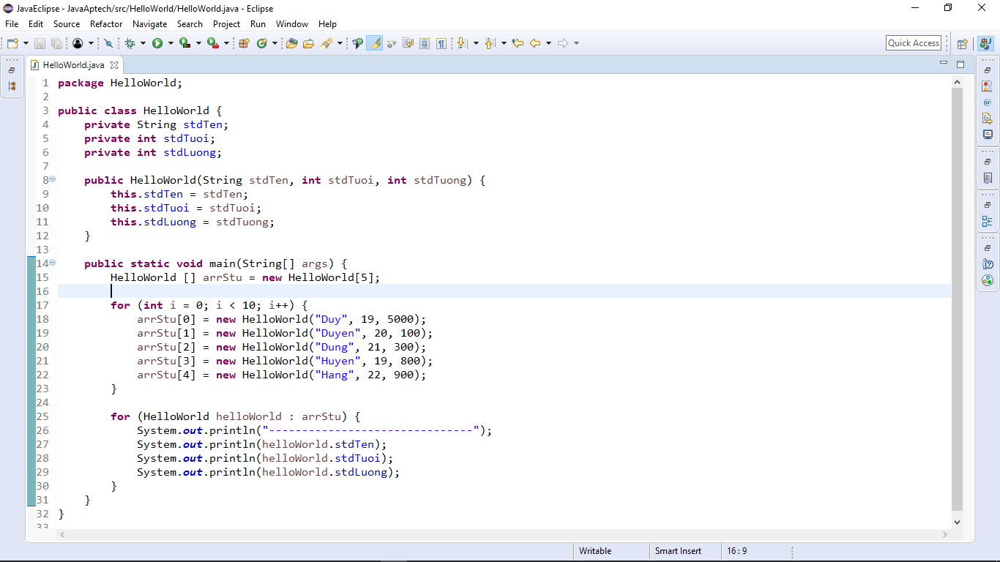 JavaEclipse - JavaAptech/src/HelloWorld/HelloWorld.java - Eclipse
File Edit Source Refactor Navigate Search Project Run Window Help
Quick Access
HelloWorld.java
1 package HelloWorld;
2
3 public class HelloWorld {
4 private String stdTen;
5 private int stdTuoi;
6 private int stdLuong;
7
8 public HelloWorld(String stdTen, int stdTuoi, int stdTuong) {
9 this.stdTen = stdTen;
10 this.stdTuoi = stdTuoi;
11 this.stdLuong = stdTuong;
12 }
13
14 public static void main(String[] args) {
15 HelloWorld [] arrStu = new HelloWorld[5];
16
17 for (int i = 0; i < 10; i++) {
18 arrStu[0] = new HelloWorld("Duy", 19, 5000);
19 arrStu[1] = new HelloWorld("Duyen", 20, 100);
20 arrStu[2] = new HelloWorld("Dung", 21, 300);
21 arrStu[3] = new HelloWorld("Huyen", 19, 800);
22 arrStu[4] = new HelloWorld("Hang", 22, 900);
23 }
24
25 for (HelloWorld helloWorld : arrStu) {
26 System.out.println("-------------------------------");
27 System.out.println(helloWorld.stdTen);
28 System.out.println(helloWorld.stdTuoi);
29 System.out.println(helloWorld.stdLuong);
30 }
31 }
32 }
33
Writable Smart Insert 16 : 9